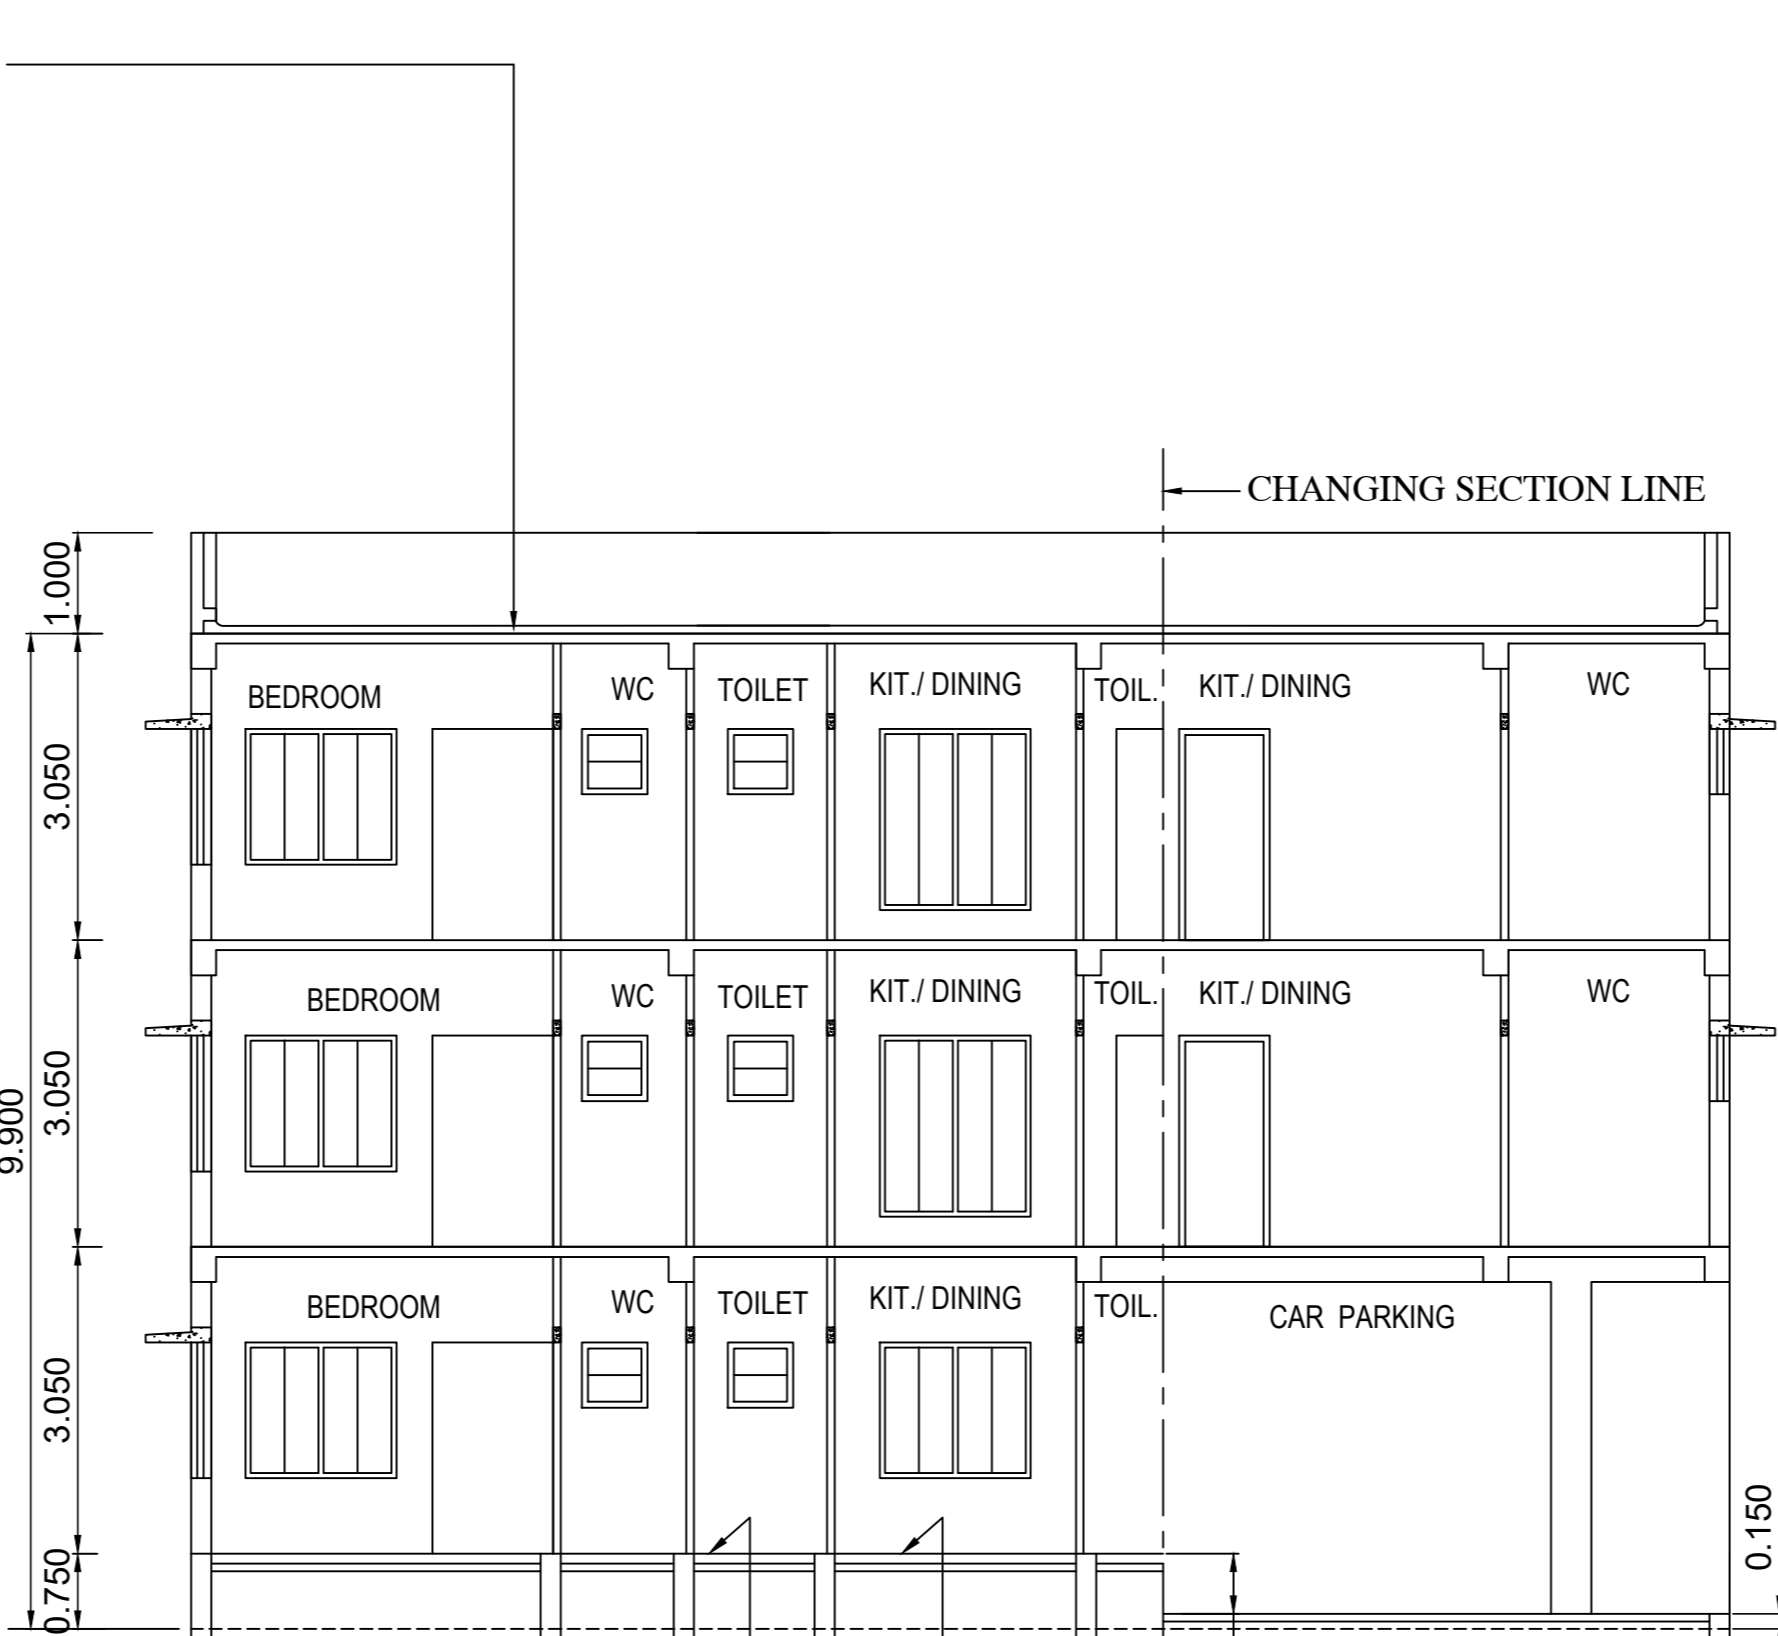 CHANGING SECTION LINE
1.000
BEDROOM WC TOILET KIT./ DINING TOIL. KIT./ DINING WC
3.050
BEDROOM WC TOILET KIT./ DINING TOIL. KIT./ DINING WC
3.050
9.900
BEDROOM WC TOILET KIT./ DINING TOIL. CAR PARKING
3.050
0.150
0.750